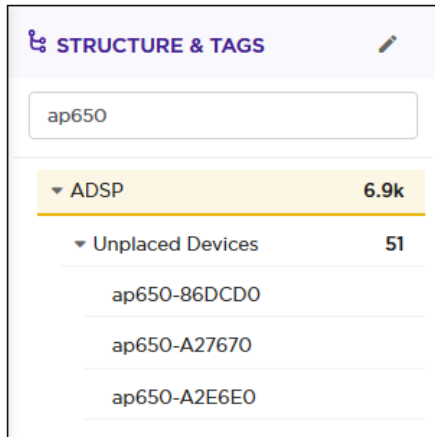 STRUCTURE & TAGS
ap650
ADSP 6.9k
Unplaced Devices 51
ap650-86DCD0
ap650-A27670
ap650-A2E6E0